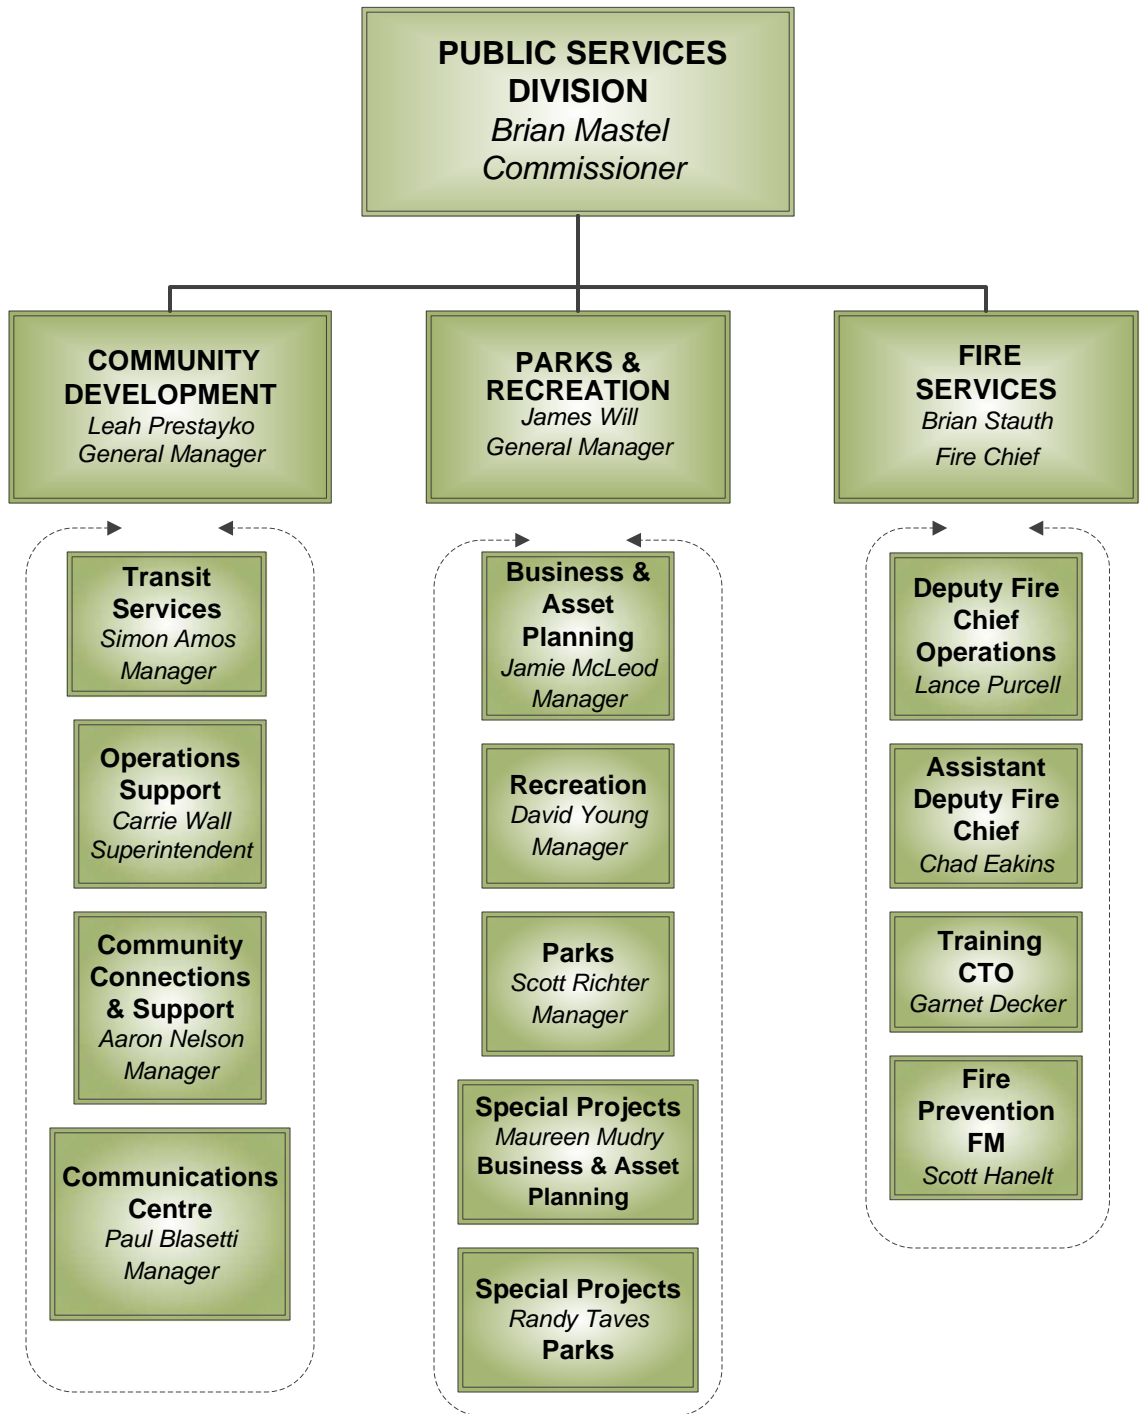 PUBLIC SERVICES
DIVISION
Brian Mastel
Commissioner
COMMUNITY
DEVELOPMENT
Leah Prestayko
General Manager
PARKS &
RECREATION
James Will
General Manager
FIRE
SERVICES
Brian Stauth
Fire Chief
Transit
Services
Simon Amos
Manager
Operations
Support
Carrie Wall
Superintendent
Community
Connections
& Support
Aaron Nelson
Manager
Communications
Centre
Paul Blasetti
Manager
Business &
Asset
Planning
Jamie McLeod
Manager
Recreation
David Young
Manager
Parks
Scott Richter
Manager
Special Projects
Maureen Mudry
Business & Asset
Planning
Special Projects
Randy Taves
Parks
Deputy Fire
Chief
Operations
Lance Purcell
Assistant
Deputy Fire
Chief
Chad Eakins
Training
CTO
Garnet Decker
Fire
Prevention
FM
Scott Hanelt